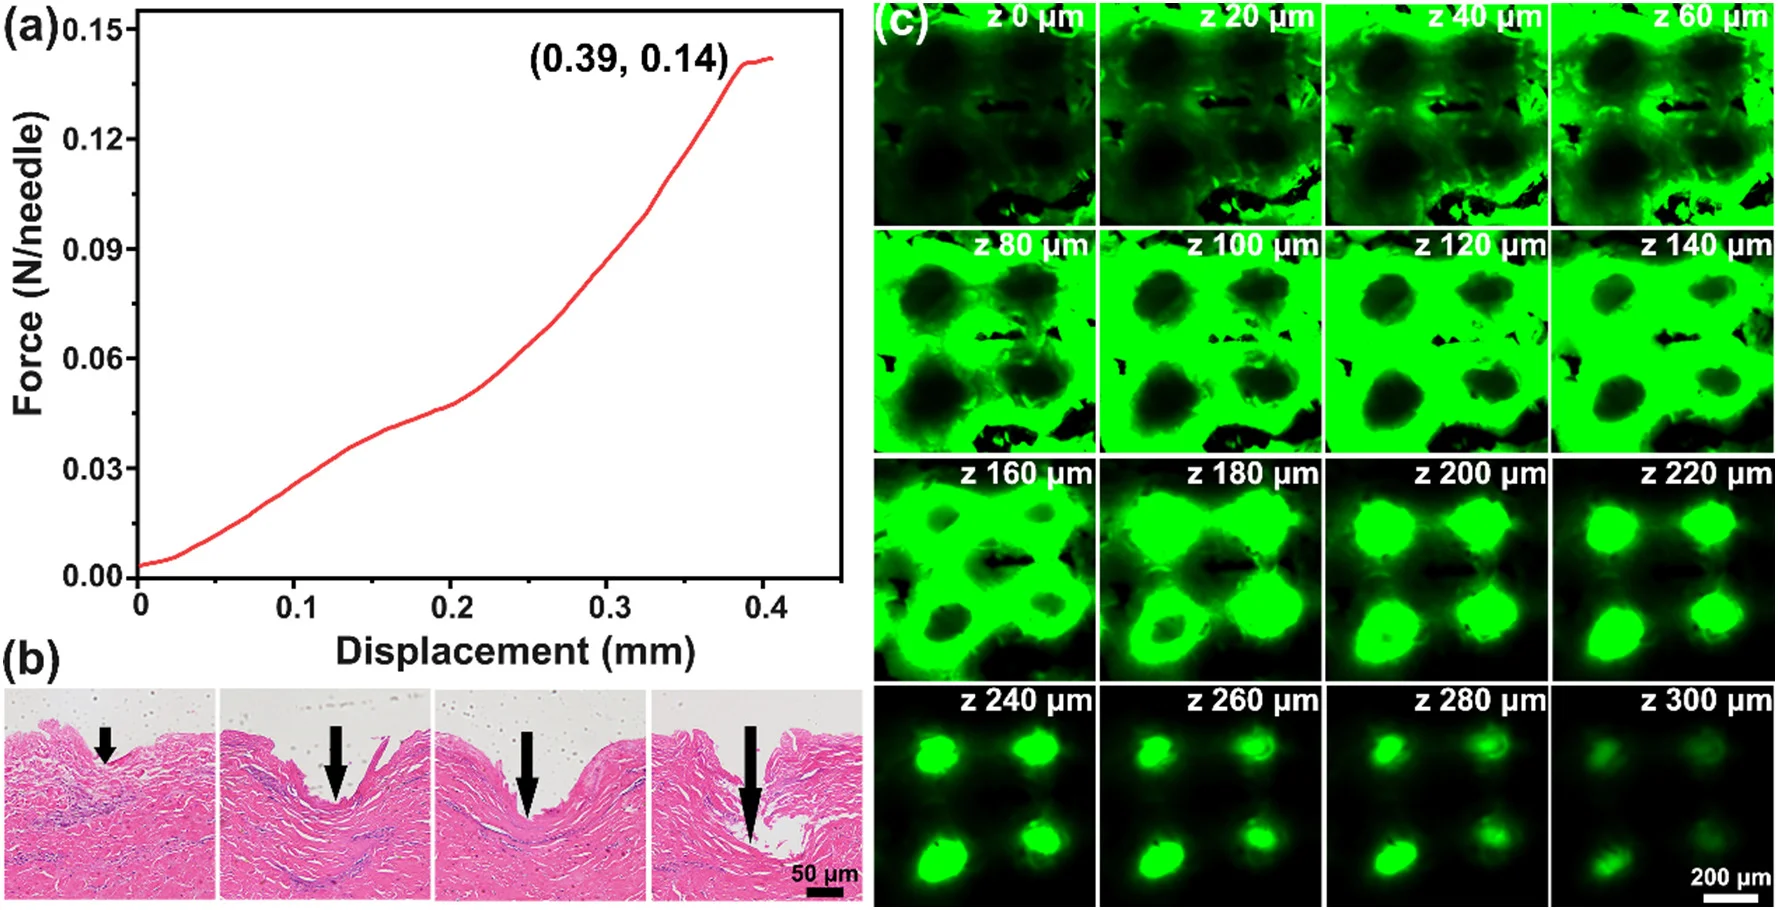 (a)
0.15
(0.39, 0.14)
0.12
0.09
0.06
0.03
0.00
Force (N/needle)
0 0.1 0.2 0.3 0.4
Displacement (mm)
(b)
50 µm
(c)
z 0 µm z 20 µm z 40 µm z 60 µm
z 80 µm z 100 µm z 120 µm z 140 µm
z 160 µm z 180 µm z 200 µm z 220 µm
z 240 µm z 260 µm z 280 µm z 300 µm
200 µm